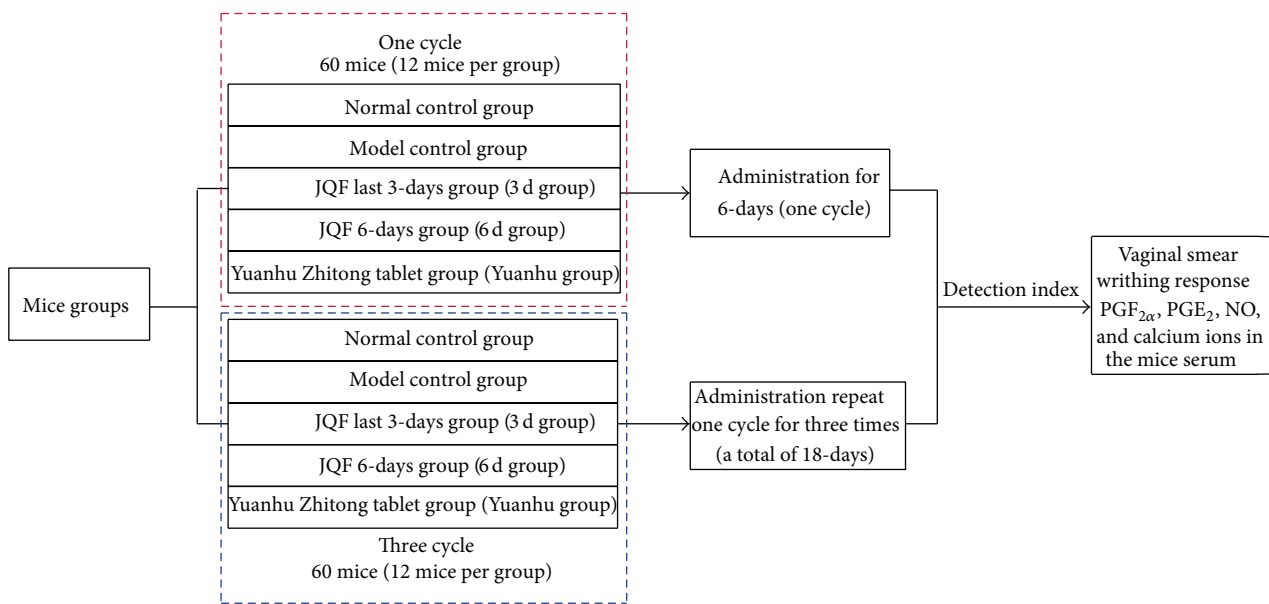 One cycle
60 mice (12 mice per group)
Normal control group
Model control group
JQF last 3-days group (3 d group)
JQF 6-days group (6 d group)
Yuanhu Zhitong tablet group (Yuanhu group)
Administration for
6-days (one cycle)
Mice groups
Normal control group
Model control group
JQF last 3-days group (3 d group)
JQF 6-days group (6 d group)
Yuanhu Zhitong tablet group (Yuanhu group)
Three cycle
60 mice (12 mice per group)
Administration repeat
one cycle for three times
(a total of 18-days)
Detection index
Vaginal smear
writhing response
PGF2α, PGE2, NO,
and calcium ions in
the mice serum